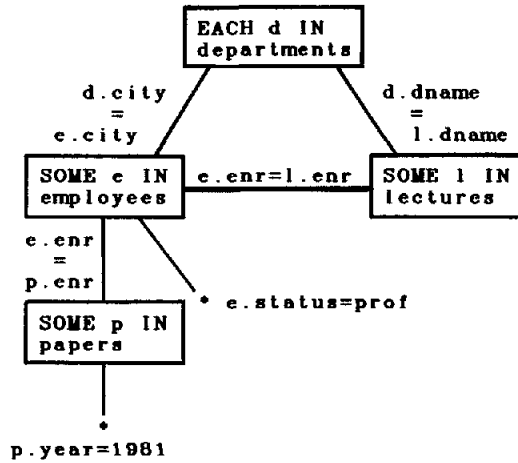 EACH d IN
departments
d.city
=
e.city
d.dname
=
l.dname
SOME e IN
employees
e.enr=l.enr
SOME l IN
lectures
e.enr
=
p.enr
* e.status=prof
SOME p IN
papers
*
p.year=1981